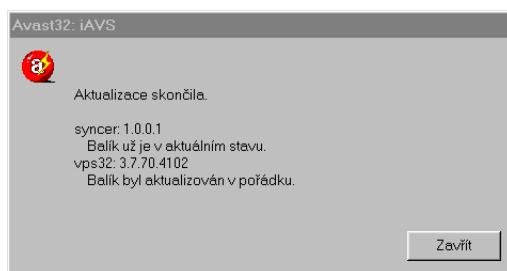 Avast32: iAVS
a
Aktualizace skončila.
syncer: 1.0.0.1
Balík už je v aktuálním stavu.
vps32: 3.7.70.4102
Balík byl aktualizován v pořádku.
Zavřít